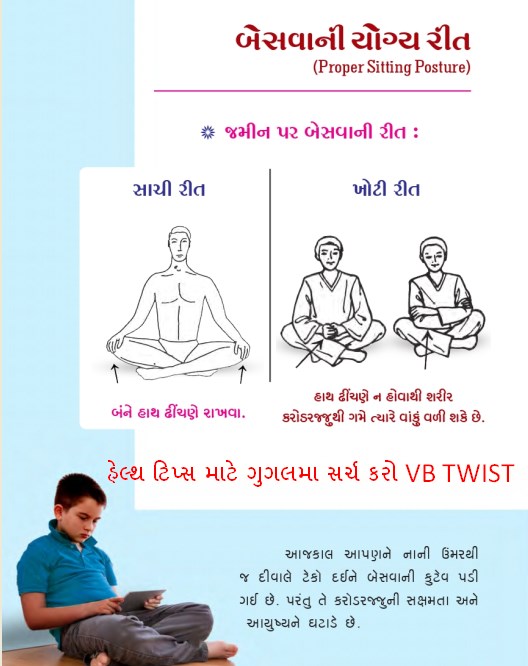 બેસવાની યોગ્ય રીત
(Proper Sitting Posture)
જમીન પર બેસવાની રીત :
સાચી રીત
ખોટી રીત
બંને હાથ ઢીંચણે રાખવા.
હાથ ઢીંચણે ન હોવાથી શરીર
કરોડરજ્જુથી ગમે ત્યારે વાંકું વળી શકે છે.
હેલ્થ ટિપ્સ માટે ગુગલમા સર્ચ કરો VB TWIST
આજકાલ આપણને નાની ઉંમરથી
જ દીવાલે ટેકો દઈને બેસવાની કુટેવ પડી
ગઈ છે. પરંતુ તે કરોડરજ્જુની સક્ષમતા અને
આયુષ્યને ઘટાડે છે.